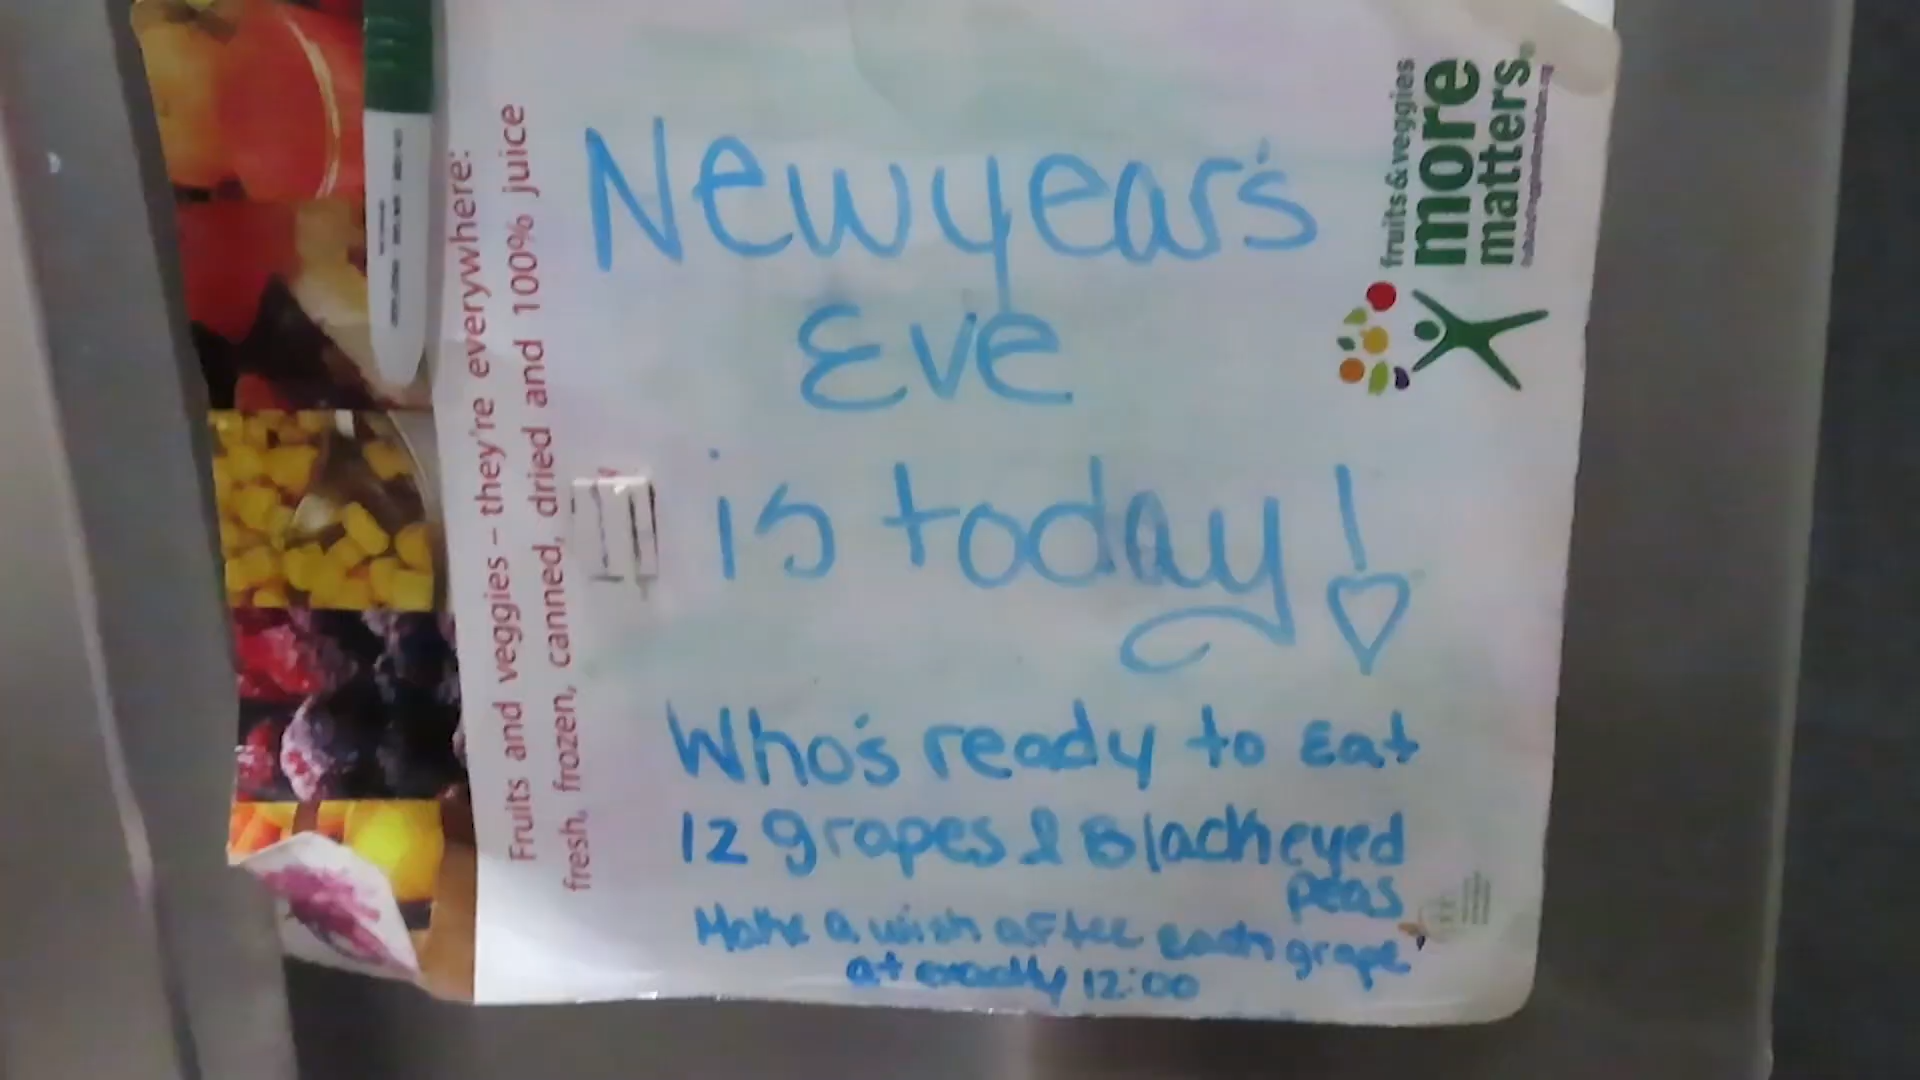 New year's
Eve
is today!
Who's ready to Eat
12 grapes & Blackeyed
peas
Make a wish after each grape
at exactly 12:00
Fruits and veggies – they're everywhere:
fresh, frozen, canned, dried and 100% juice
fruits & veggies
more
matters.